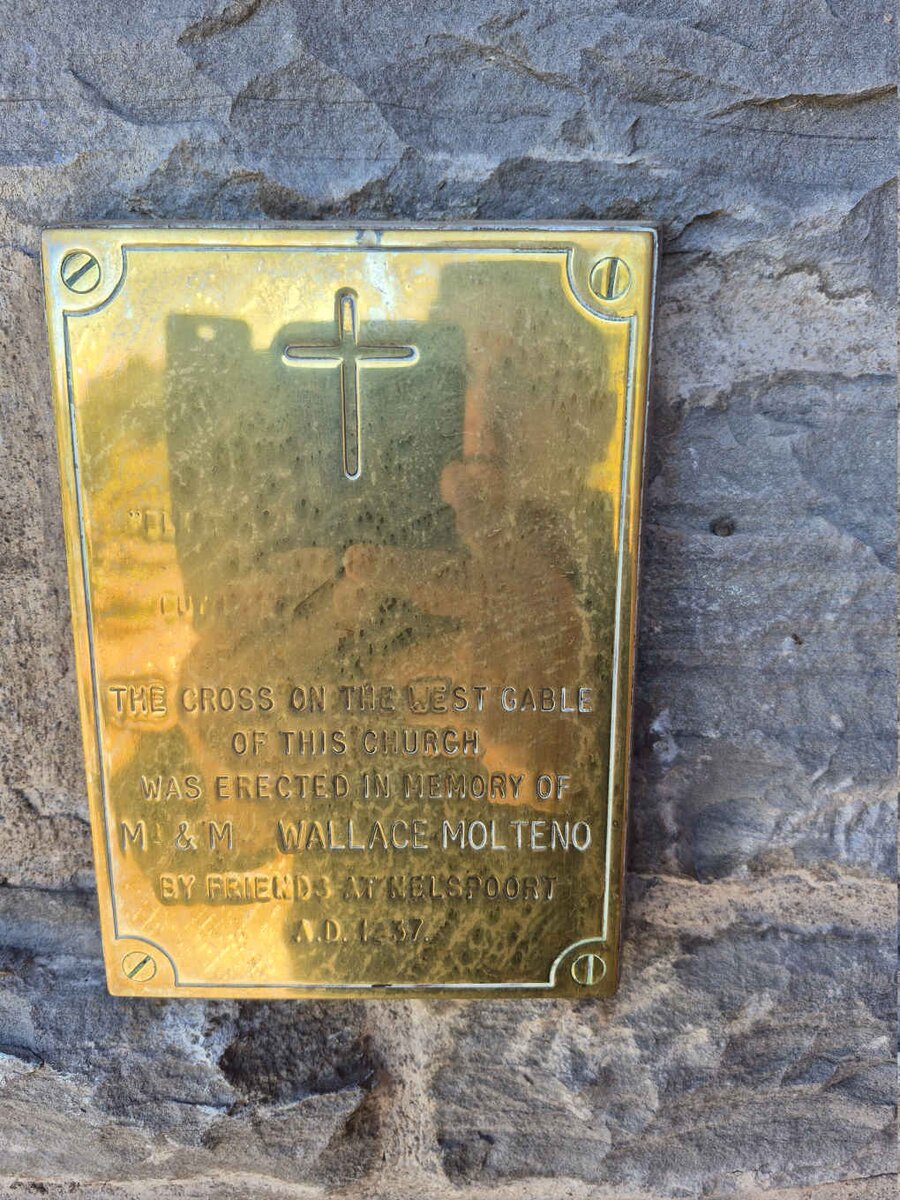 THE CROSS ON THE WEST GABLE
OF THIS CHURCH
WAS ERECTED IN MEMORY OF
M & M WALLACE MOLTENO
BY FRIENDS AT NELSPOORT
A.D.